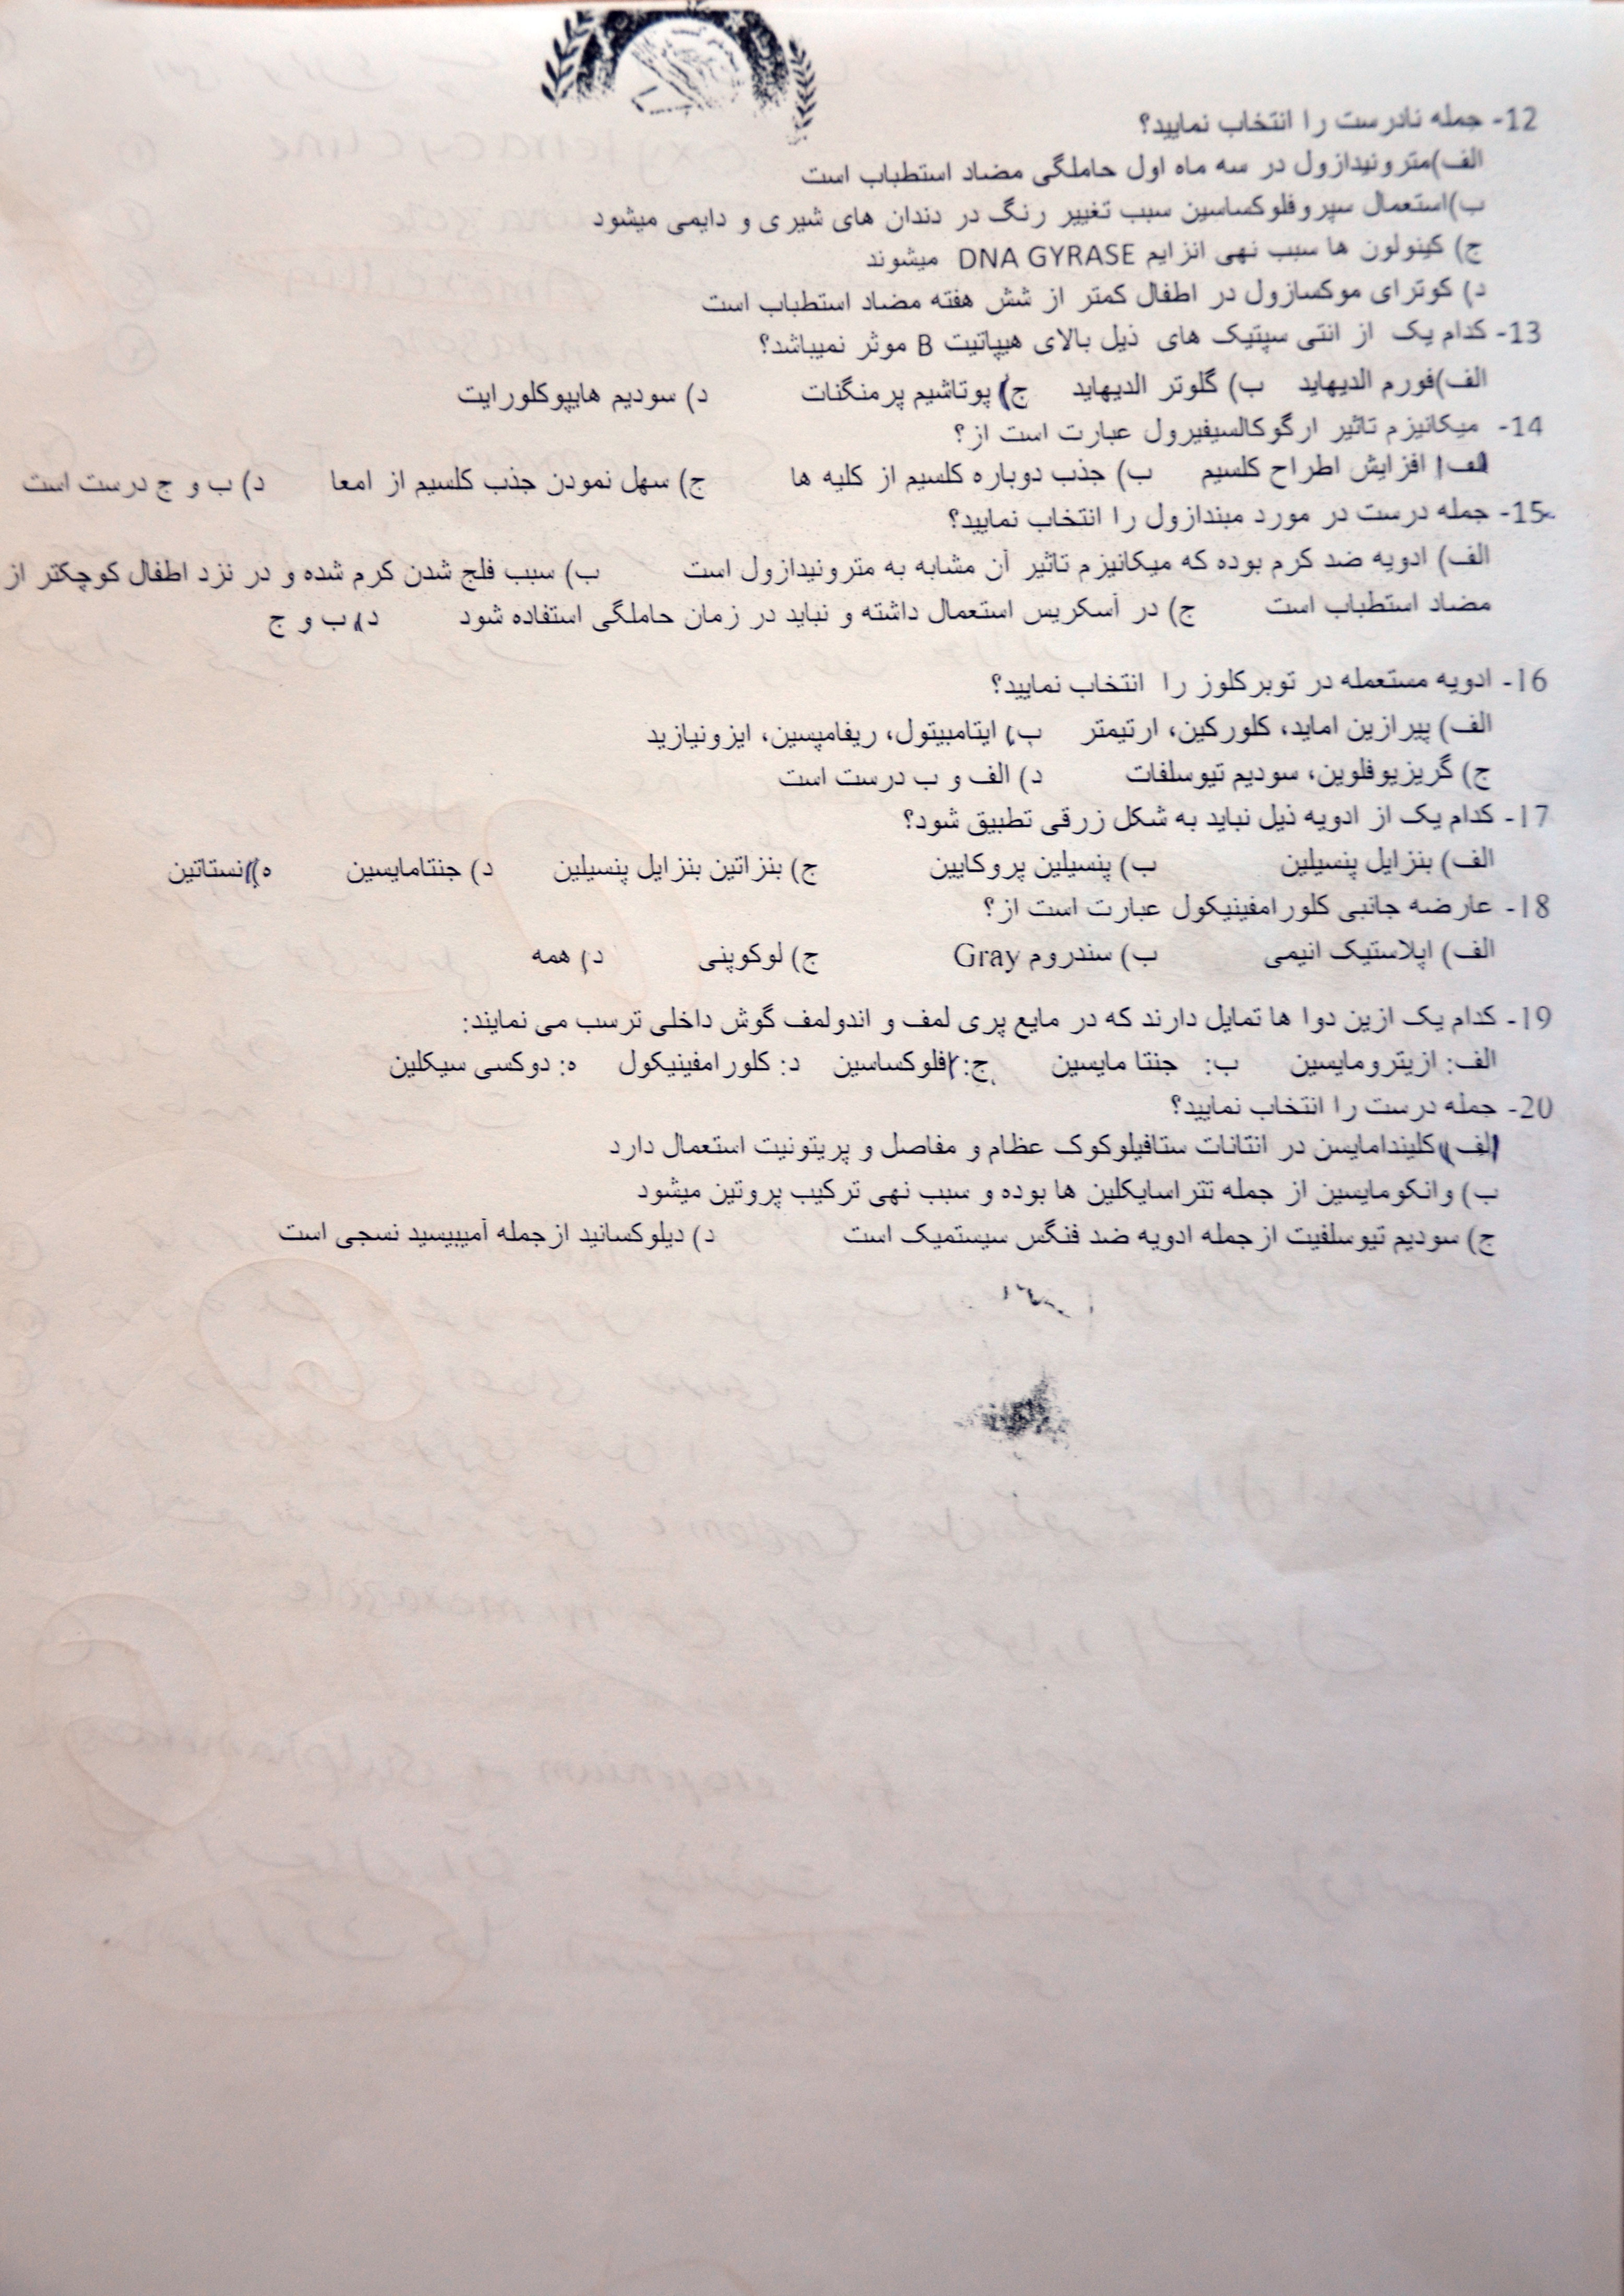 12- جمله نادرست را انتخاب نمایید؟
الف)مترونیدازول در سه ماه اول حاملگی مضاد استطباب است
ب)استعمال سپروفلوکساسین سبب تغییر رنگ در دندان های شیری و دایمی میشود
ج) کینولون ها سبب نهی انزایم DNA GYRASE میشوند
د) کوترای موکسازول در اطفال کمتر از شش هفته مضاد استطباب است
13- کدام یک از انتی سپتیک های ذیل بالای هیپاتیت B موثر نمیباشد؟
الف)فورم الدیهاید ب) گلوتر الدیهاید ج) پوتاشیم پرمنگنات د) سودیم هایپوکلورایت
14- میکانیزم تاثیر ارگوکالسیفیرول عبارت است از؟
الف) افزایش اطراح کلسیم ب) جذب دوباره کلسیم از کلیه ها ج) سهل نمودن جذب کلسیم از امعا د) ب و ج درست است
15- جمله درست در مورد مبندازول را انتخاب نمایید؟
الف) ادویه ضد کرم بوده که میکانیزم تاثیر آن مشابه به مترونیدازول است ب) سبب فلج شدن کرم شده و در نزد اطفال کوچکتر از
مضاد استطباب است ج) در آسکریس استعمال داشته و نباید در زمان حاملگی استفاده شود د) ب و ج
16- ادویه مستعمله در توبرکلوز را انتخاب نمایید؟
الف) پیرازین اماید، کلورکین، ارتیمتر ب) ایتامبیتول، ریفامپسین، ایزونیازید
ج) گریزیوفلوین، سودیم تیوسلفات د) الف و ب درست است
17- کدام یک از ادویه ذیل نباید به شکل زرقی تطبیق شود؟
الف) بنزایل پنسیلین ب) پنسیلین پروکایین ج) بنزاتین بنزایل پنسیلین د) جنتامایسین ه) نستاتین
18- عارضه جانبی کلورامفینیکول عبارت است از؟
الف) اپلاستیک انیمی ب) سندروم Gray ج) لوکوپنی د) همه
19- کدام یک ازین دوا ها تمایل دارند که در مایع پری لمف و اندولمف گوش داخلی ترسب می نمایند:
الف: ازیترومایسین ب: جنتا مایسین ج: افلوکساسین د: کلورامفینیکول ه: دوکسی سیکلین
20- جمله درست را انتخاب نمایید؟
الف) کلیندامایسن در انتانات ستافیلوکوک عظام و مفاصل و پریتونیت استعمال دارد
ب) وانکومایسین از جمله تتراسایکلین ها بوده و سبب نهی ترکیب پروتین میشود
ج) سودیم تیوسلفیت ازجمله ادویه ضد فنگس سیستمیک است د) دیلوکسانید ازجمله آمیبیسید نسجی است